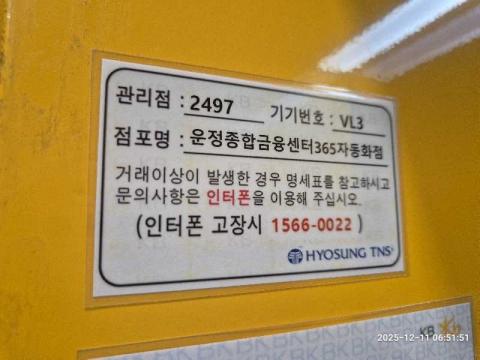 관리점 : 2497 기기번호 : VL3
점포명 : 운정종합금융센터365자동화점
거래이상이 발생한 경우 명세표를 참고하시고
문의사항은 인터폰을 이용해 주십시오.
(인터폰 고장시 1566-0022 )
HYOSUNG TNS
KB
2025-12-11 06:51:51